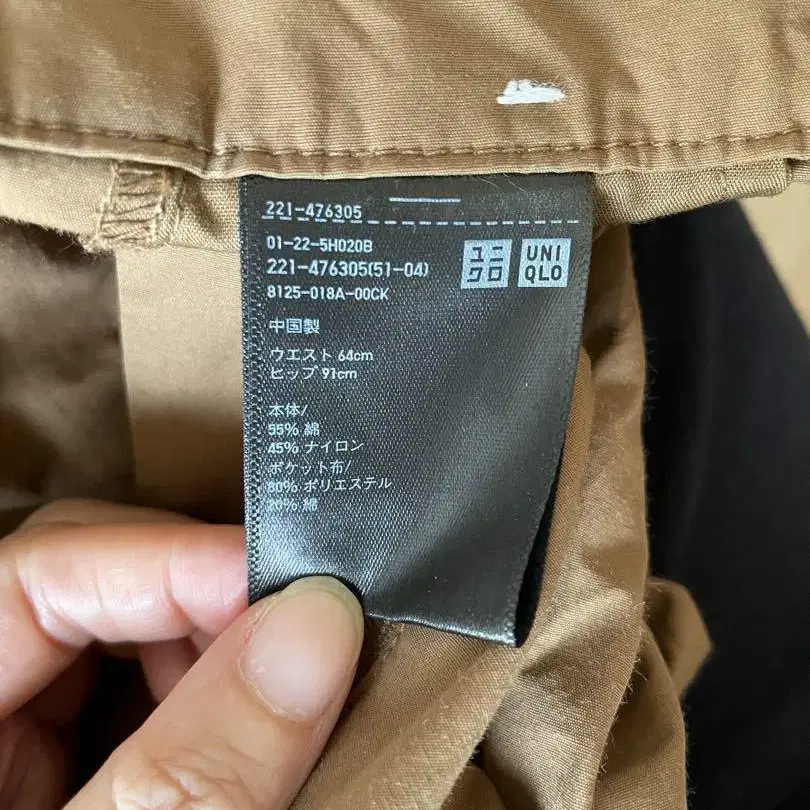 221-476305
01-22-5H020B
221-476305(51-04)
8125-018A-00CK
ユニ
クロ
UNI
QLO
中国製
ウエスト 64cm
ヒップ 91cm
本体/
55% 綿
45% ナイロン
ポケット布/
80% ポリエステル
20% 綿